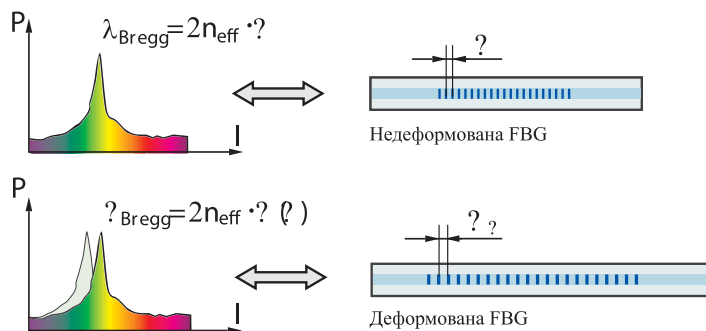 P
λBregg=2neff·?
?
l
Недеформована FBG
P
?Bregg=2neff·? (?)
? ?
l
Деформована FBG